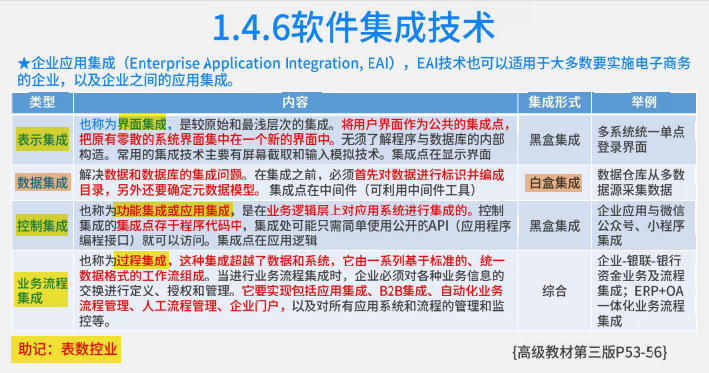 1.4.6软件集成技术
★企业应用集成（Enterprise Application Integration, EAI），EAI技术也可以适用于大多数要实施电子商务
的企业，以及企业之间的应用集成。
类型 内容 集成形式 举例
表示集成
也称为界面集成，是较原始和最浅层次的集成。将用户界面作为公共的集成点，
把原有零散的系统界面集中在一个新的界面中。无须了解程序与数据库的内部
构造。常用的集成技术主要有屏幕截取和输入模拟技术。集成点在显示界面
黑盒集成
多系统统一单点
登录界面
数据集成
解决数据和数据库的集成问题。在集成之前，必须首先对数据进行标识并编成
目录，另外还要确定元数据模型。集成点在中间件（可利用中间件工具）
白盒集成
数据仓库从多数
据源采集数据
控制集成
也称为功能集成或应用集成，是在业务逻辑层上对应用系统进行集成的。控制
集成的集成点存于程序代码中，集成处可能只需简单使用公开的API（应用程序
编程接口）就可以访问。集成点在应用逻辑
黑盒集成
企业应用与微信
公众号、小程序
集成
业务流程
集成
也称为过程集成，这种集成超越了数据和系统，它由一系列基于标准的、统一
数据格式的工作流组成。当进行业务流程集成时，企业必须对各种业务信息的
交换进行定义、授权和管理。它要实现包括应用集成、B2B集成、自动化业务
流程管理、人工流程管理、企业门户，以及对所有应用系统和流程的管理和监
控等。
综合
企业-银联-银行
资金业务及流程
集成；ERP+OA
一体化业务流程
集成
助记：表数控业
{高级教材第三版P53-56}